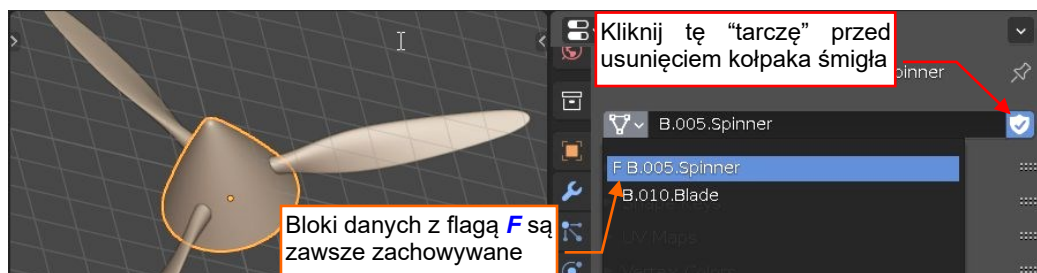 Kliknij tę “tarczę” przed
usunięciem kołpaka śmigła
pinner
B.005.Spinner
F B.005.Spinner
B.010.Blade
UV Maps
Bloki danych z flagą F są
zawsze zachowywane